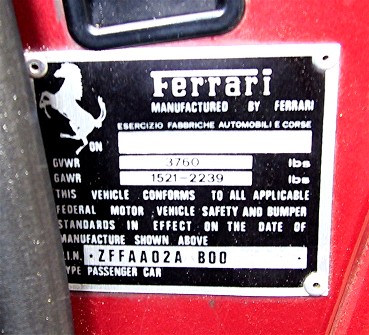 Ferrari
MANUFACTURED BY FERRARI
ESERCIZIO FABBRICHE AUTOMOBILI E CORSE
ON
GVWR 3760 lbs
GAWR 1521-2239 lbs
THIS VEHICLE CONFORMS TO ALL APPLICABLE
FEDERAL MOTOR VEHICLE SAFETY AND BUMPER
STANDARDS IN EFFECT ON THE DATE OF
MANUFACTURE SHOWN ABOVE
.I.N. ZFFAA02A B00
YPE PASSENGER CAR